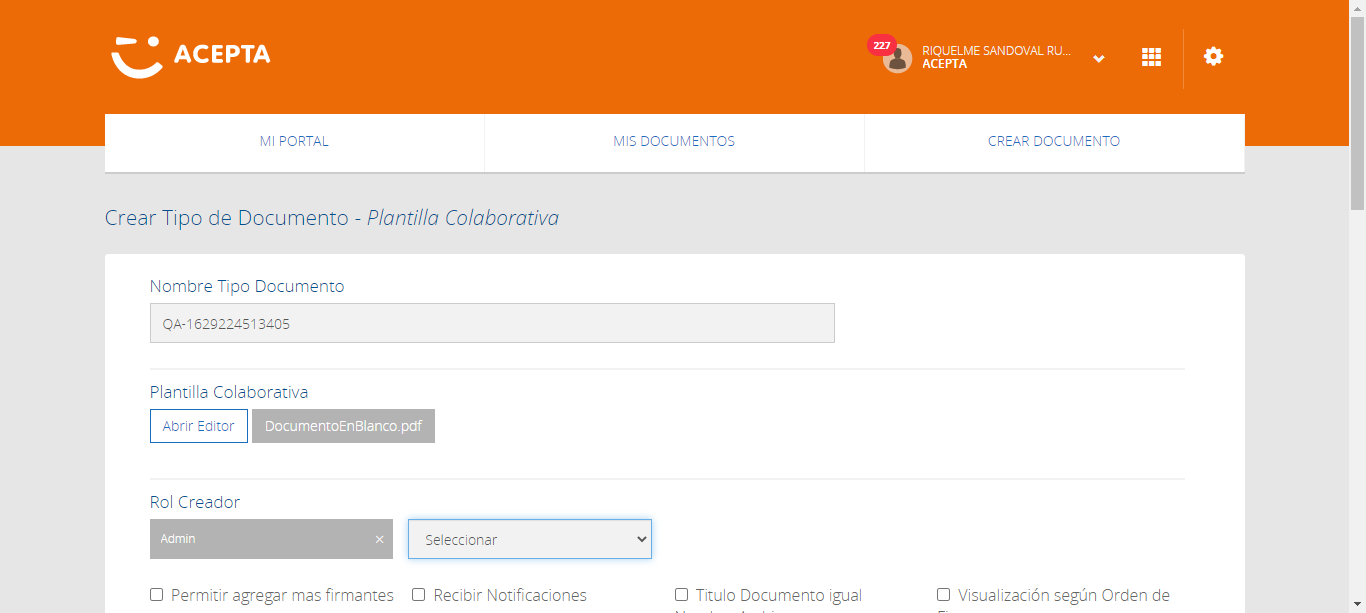 ACEPTA
227
RIQUELME SANDOVAL RU...
ACEPTA
MI PORTAL
MIS DOCUMENTOS
CREAR DOCUMENTO
Crear Tipo de Documento - Plantilla Colaborativa
Nombre Tipo Documento
QA-1629224513405
Plantilla Colaborativa
Abrir Editor
DocumentoEnBlanco.pdf
Rol Creador
Admin ×
Seleccionar
Permitir agregar mas firmantes
Recibir Notificaciones
Titulo Documento igual
Visualización según Orden de